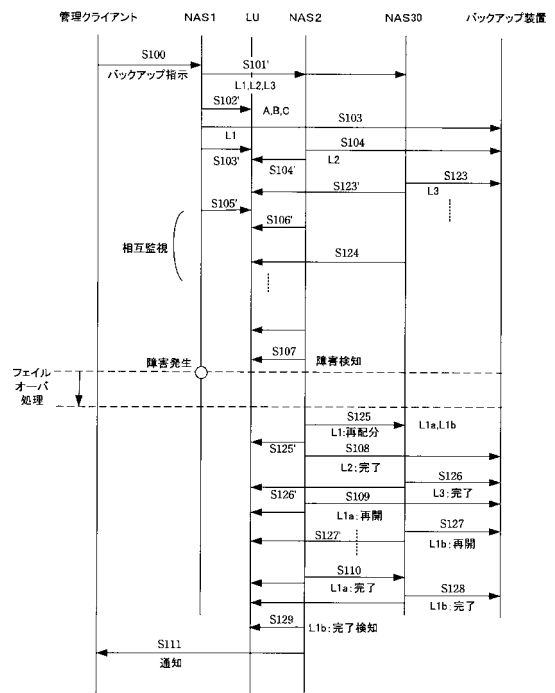 管理クライアント NAS1 LU NAS2 NAS30 バックアップ装置
S100
バックアップ指示
S101'
L1,L2,L3
S102'
A,B,C
S103
L1
S104
S103'
L2
S104'
S123
S123'
L3
S105'
S106'
相互監視
S124
S107
障害発生
障害検知
フェイル
オーバ
処理
S125
L1a,L1b
L1:再配分
S125'
S108
L2:完了
S126
S126'
S109
L3:完了
L1a:再開
S127
S127'
L1b:再開
S110
L1a:完了
S128
L1b:完了
S129
L1b:完了検知
S111
通知